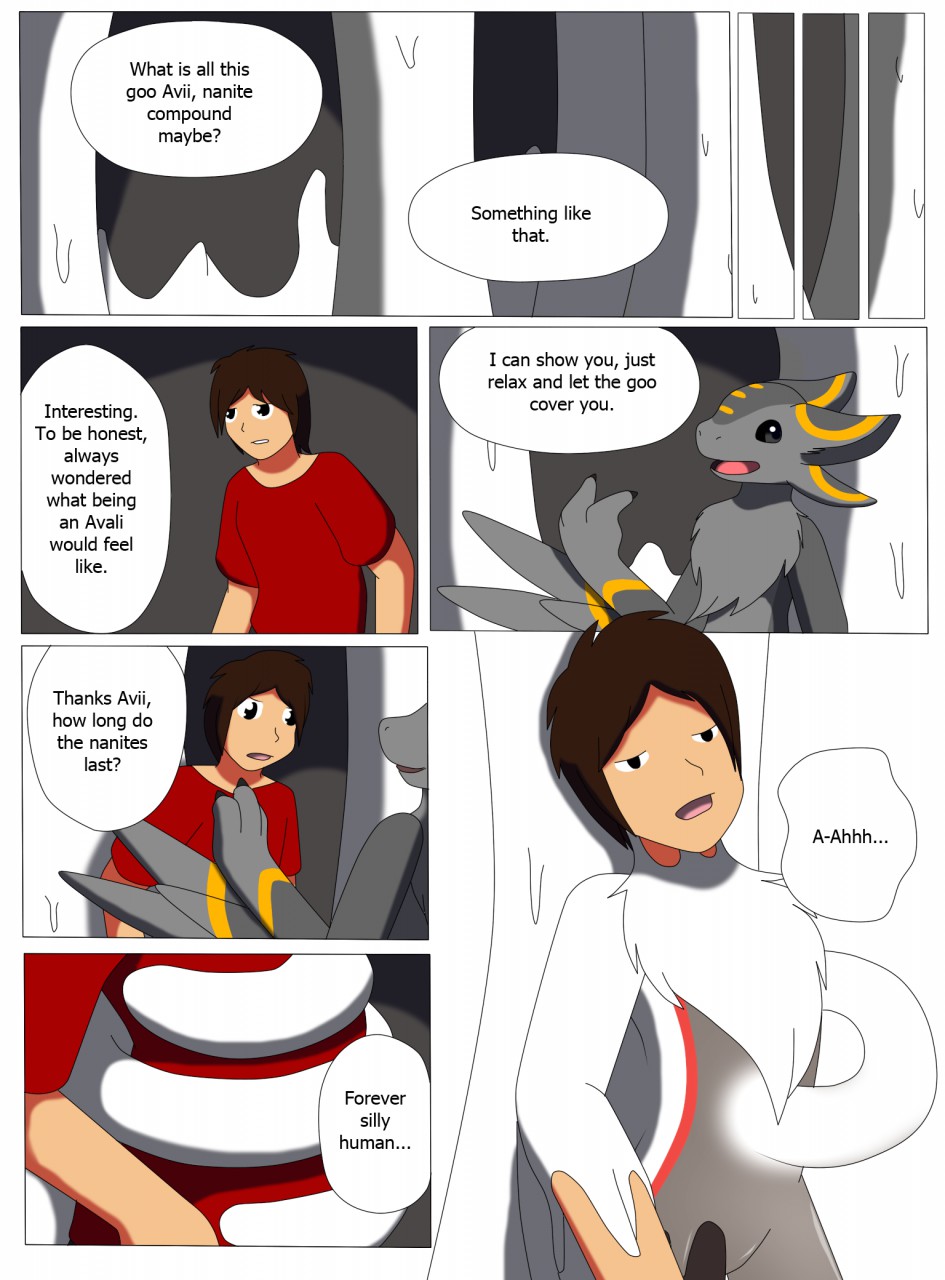 What is all this
goo Avii, nanite
compound
maybe?
Something like
that.
Interesting.
To be honest,
always
wondered
what being
an Avali
would feel
like.
I can show you, just
relax and let the goo
cover you.
Thanks Avii,
how long do
the nanites
last?
Forever
silly
human...
A-Ahhh...